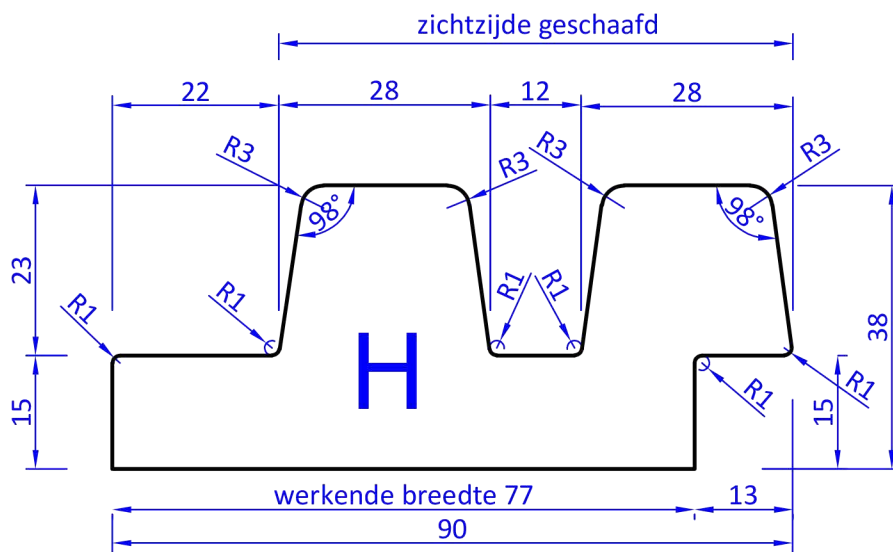 zichtzijde geschaafd
22 28 12 28
R3 R3 R3 R3
98° 98°
23 38
R1 R1 R1 R1
R1 R1
H
15 15
werkende breedte 77 13
90